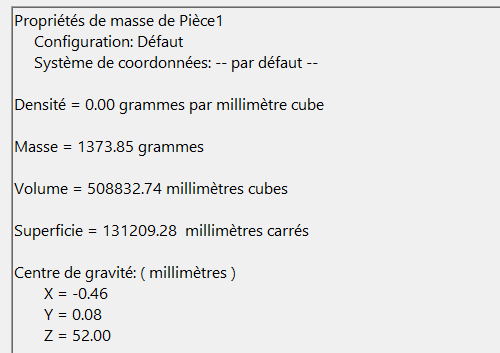 Propriétés de masse de Pièce1
Configuration: Défaut
Système de coordonnées: -- par défaut --
Densité = 0.00 grammes par millimètre cube
Masse = 1373.85 grammes
Volume = 508832.74 millimètres cubes
Superficie = 131209.28  millimètres carrés
Centre de gravité: ( millimètres )
X = -0.46
Y = 0.08
Z = 52.00